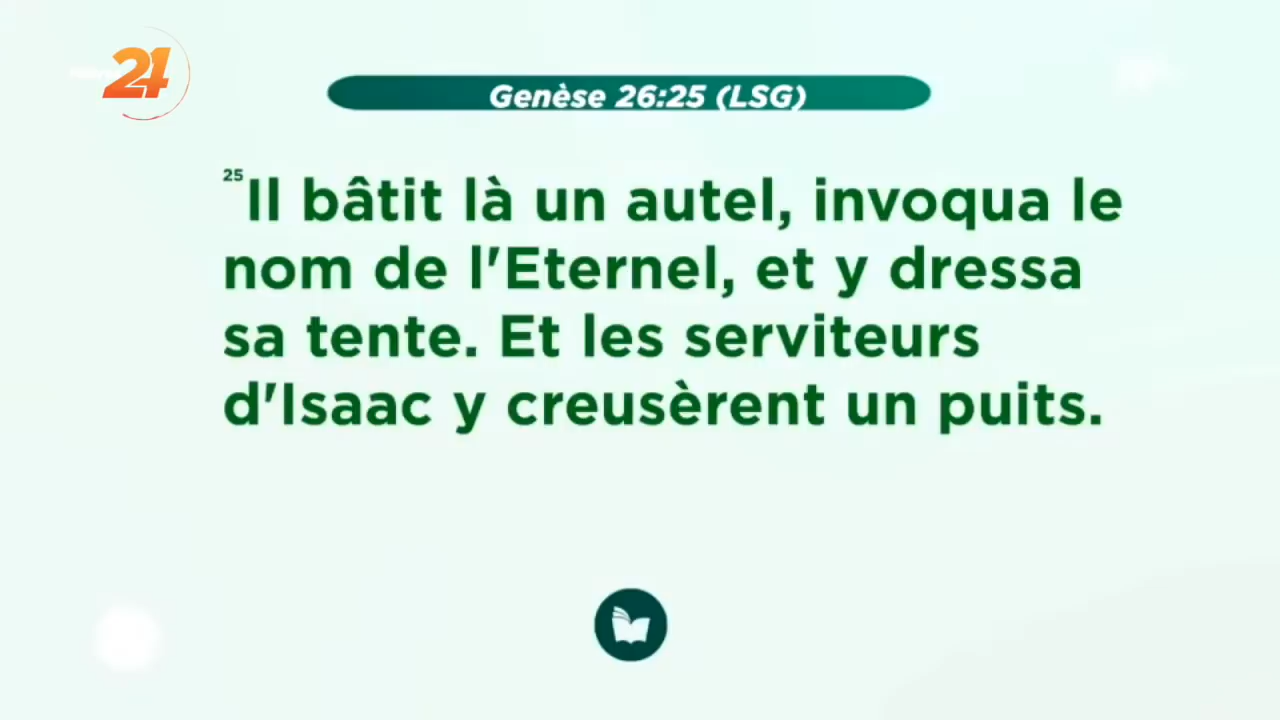 24
Genèse 26:25 (LSG)
25Il bâtit là un autel, invoqua le
nom de l'Eternel, et y dressa
sa tente. Et les serviteurs
d'Isaac y creusèrent un puits.